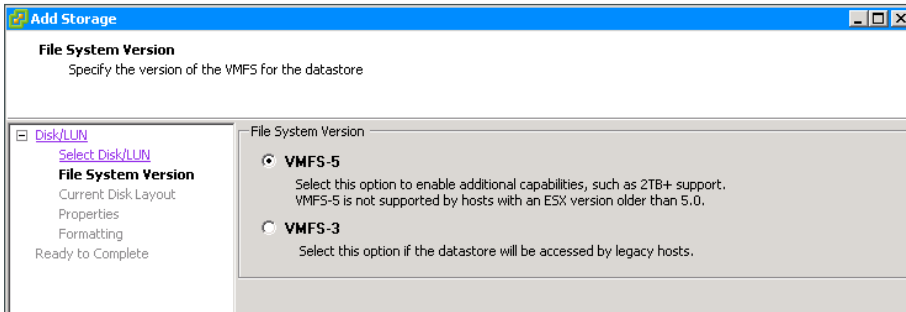 Add Storage
File System Version
Specify the version of the VMFS for the datastore
Disk/LUN
Select Disk/LUN
File System Version
Current Disk Layout
Properties
Formatting
Ready to Complete
File System Version
VMFS-5
Select this option to enable additional capabilities, such as 2TB+ support.
VMFS-5 is not supported by hosts with an ESX version older than 5.0.
VMFS-3
Select this option if the datastore will be accessed by legacy hosts.